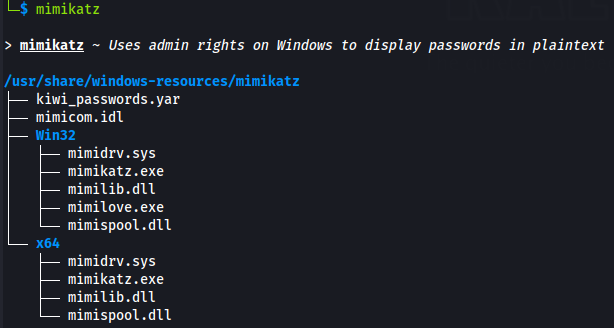 └─$ mimikatz
> mimikatz ~ Uses admin rights on Windows to display passwords in plaintext
/usr/share/windows-resources/mimikatz
├── kiwi_passwords.yar
├── mimicom.idl
├── Win32
│   ├── mimidrv.sys
│   ├── mimikatz.exe
│   ├── mimilib.dll
│   ├── mimilove.exe
│   └── mimispool.dll
└── x64
    ├── mimidrv.sys
    ├── mimikatz.exe
    ├── mimilib.dll
    └── mimispool.dll